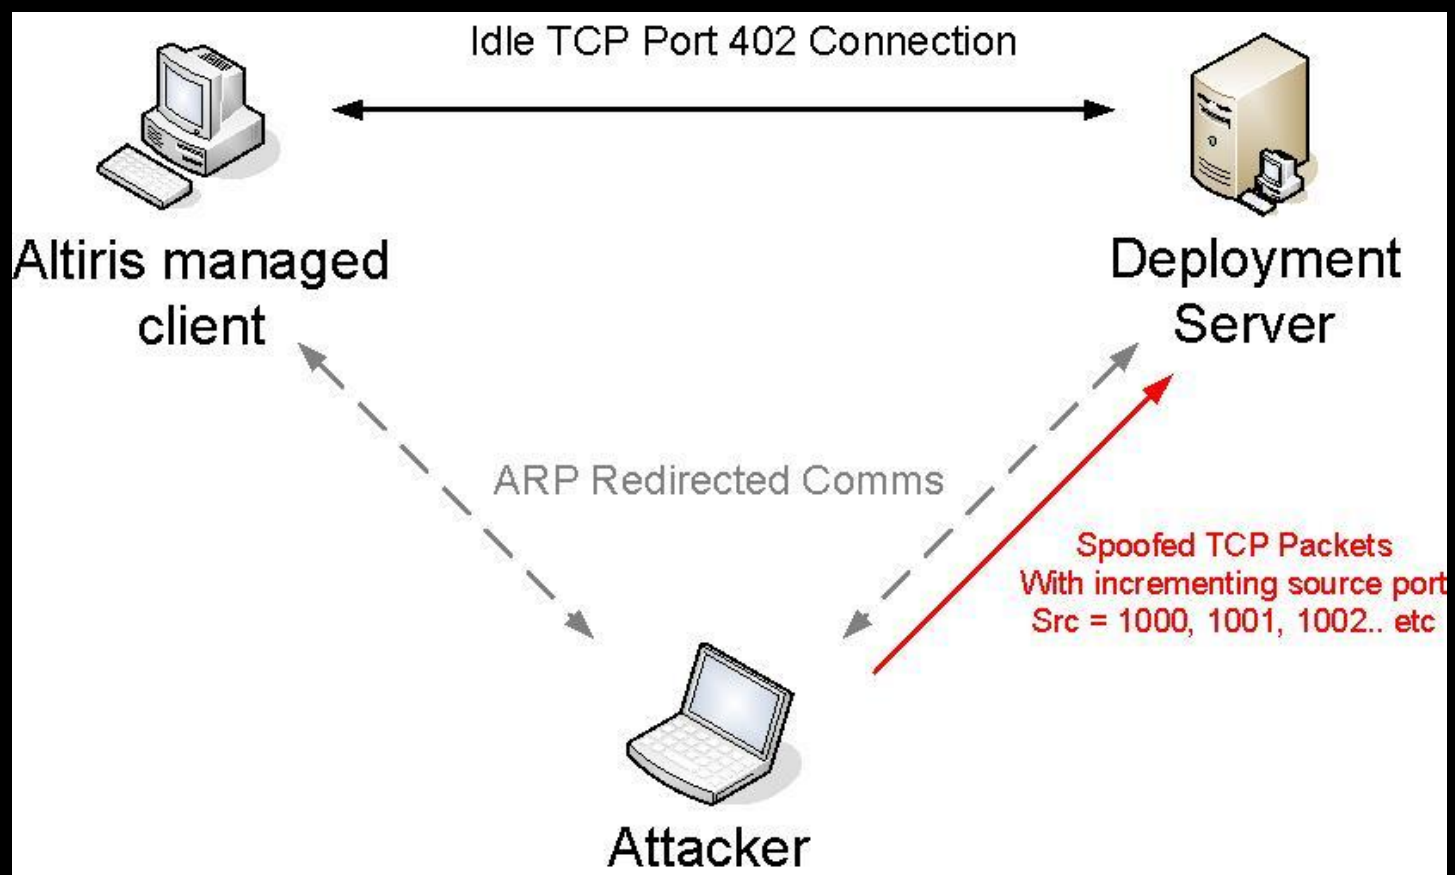 Idle TCP Port 402 Connection
Altiris managed
client
Deployment
Server
ARP Redirected Comms
Spoofed TCP Packets
With incrementing source port
Src = 1000, 1001, 1002.. etc
Attacker